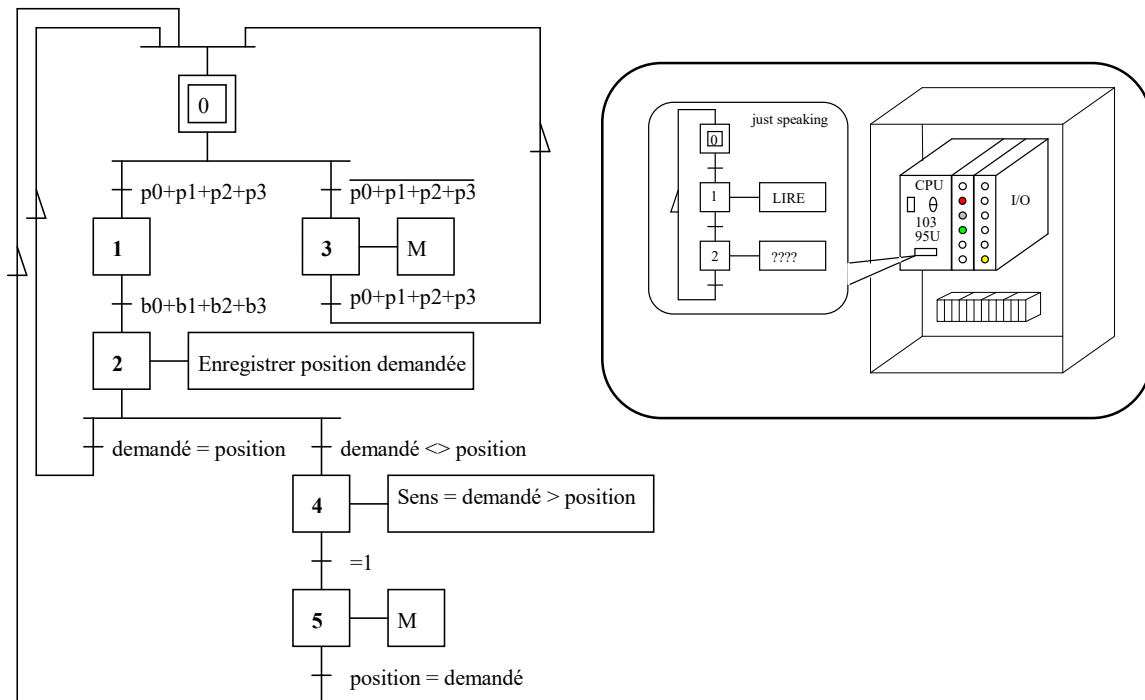 0
p0+p1+p2+p3
p0+p1+p2+p3
1
3
M
b0+b1+b2+b3
p0+p1+p2+p3
2
Enregistrer position demandée
demandé = position
demandé <> position
4
Sens = demandé > position
=1
5
M
position = demandé
just speaking
0
1
LIRE
2
????
CPU
103
95U
I/O